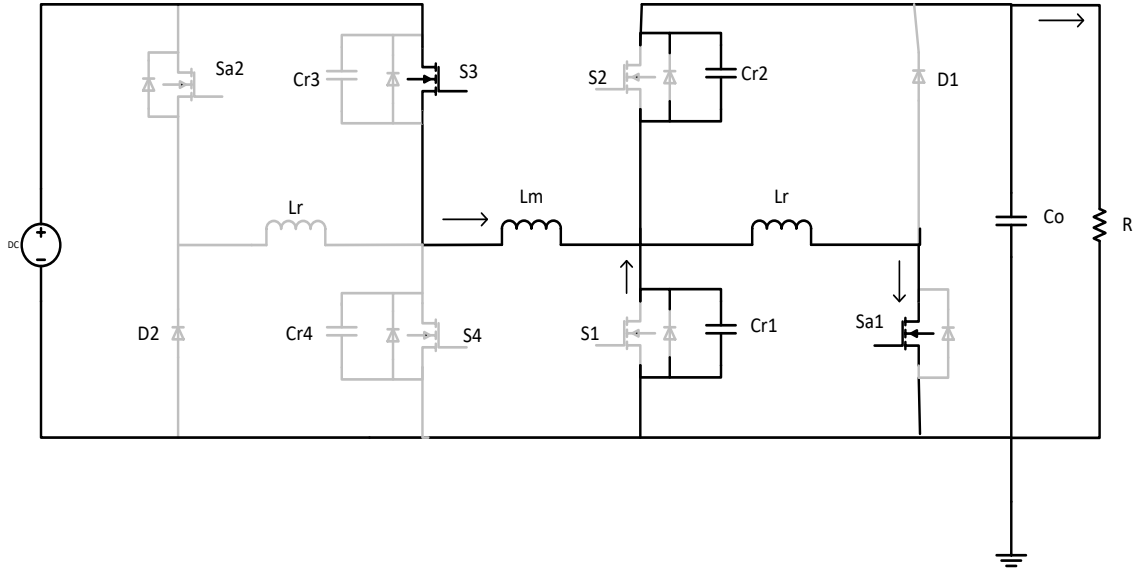 Sa2
Cr3
S3
S2
Cr2
D1
Lr
Lm
Lr
DC
+
−
Co
R
D2
Cr4
S4
S1
Cr1
Sa1